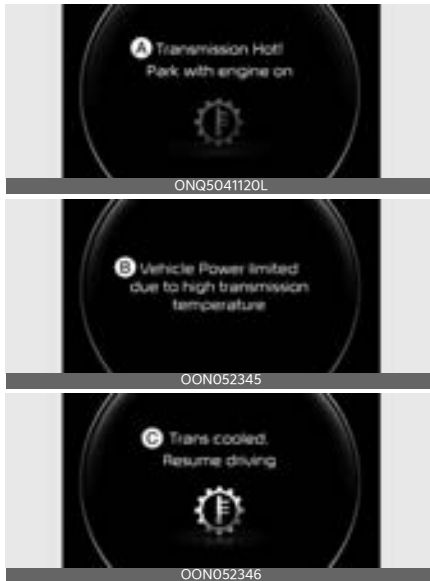 A Transmission Hot!
Park with engine on
ONQ5041120L
B Vehicle Power limited
due to high transmission
temperature
OON052345
C Trans cooled.
Resume driving
OON052346